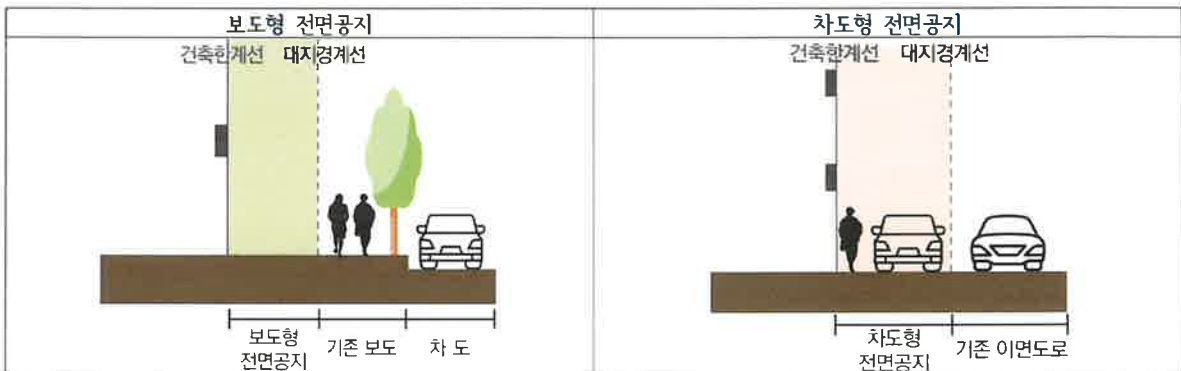 보도형 전면공지
건축한계선 대지경계선
보도형
전면공지
기존 보도
차 도
차도형 전면공지
건축한계선 대지경계선
차도형
전면공지
기존 이면도로